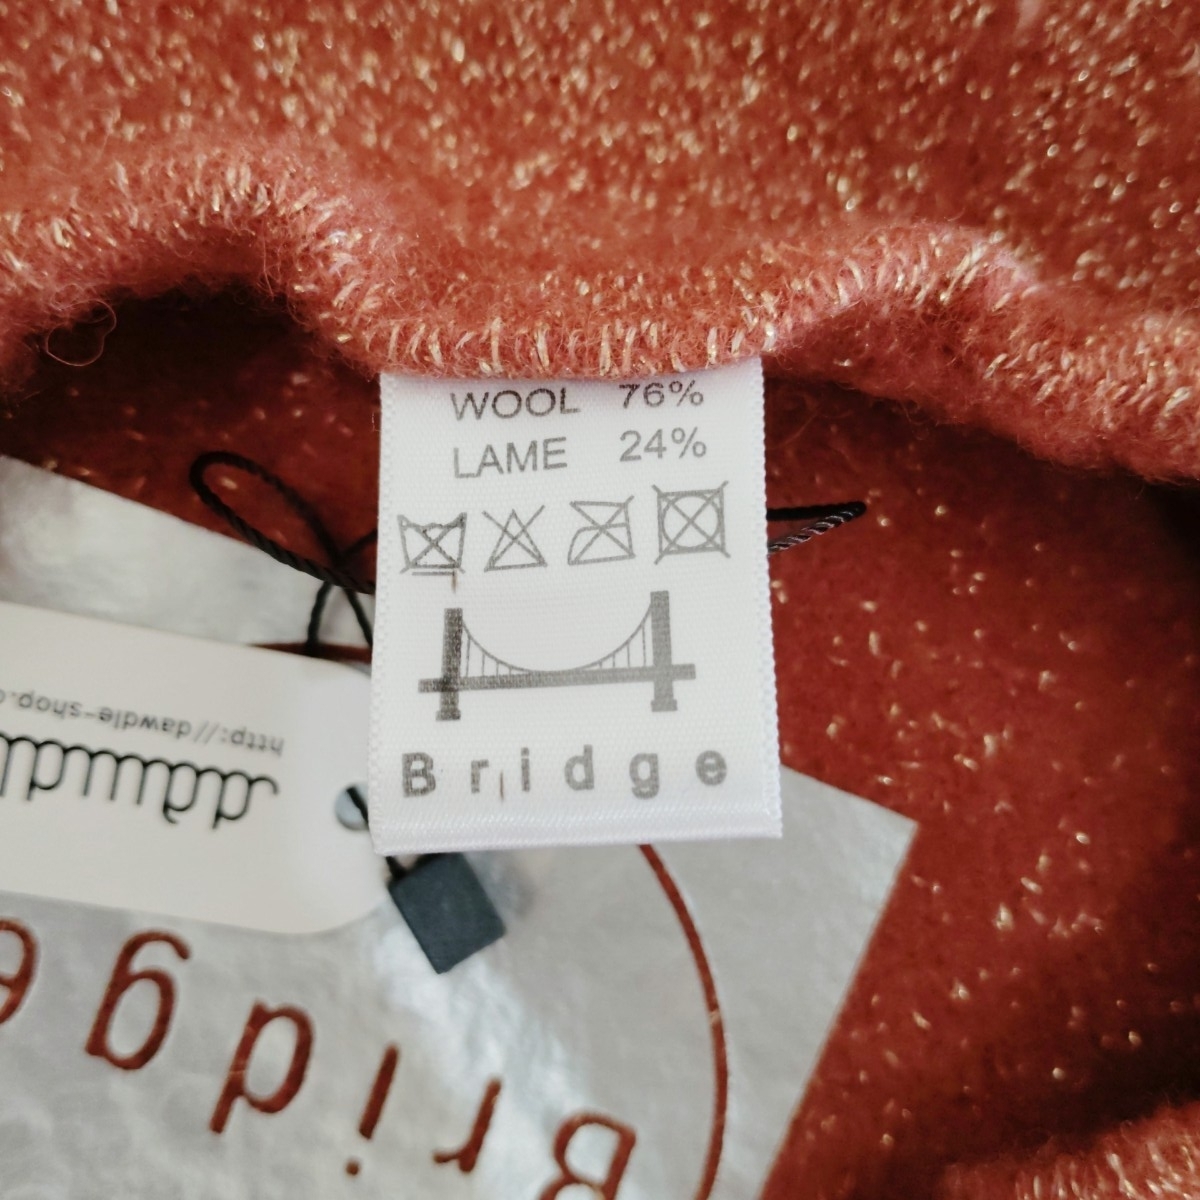 WOOL 76%
LAME 24%
Bridge
http://dawdle-shop.
Bridge